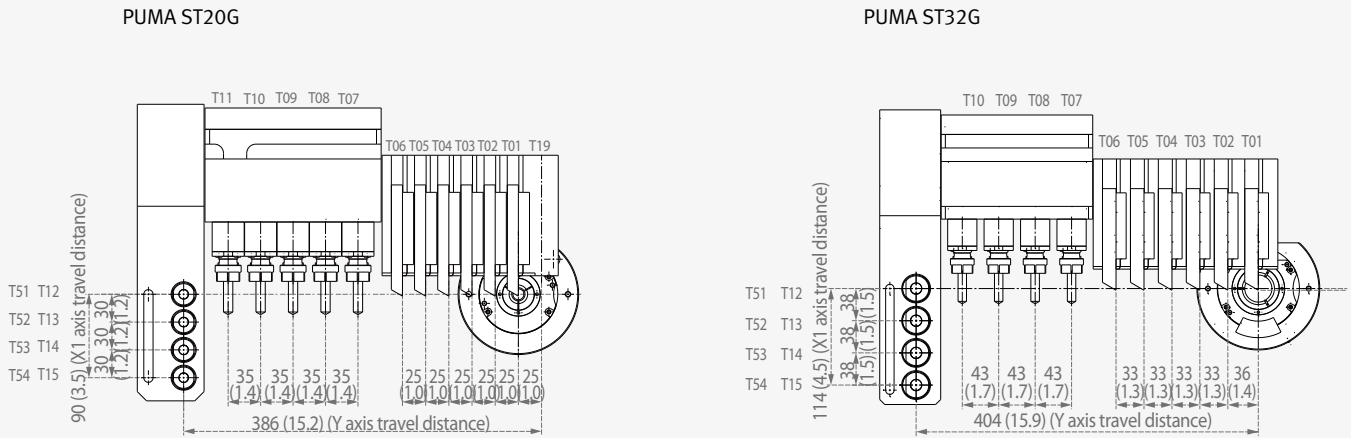 PUMA ST20G
T11 T10 T09 T08 T07
T06 T05 T04 T03 T02 T01 T19
T51 T12
T52 T13
T53 T14
T54 T15
90 (3.5) (X1 axis travel distance)
30 30 30
(1.2) (1.2) (1.2)
35 35 35 35
(1.4) (1.4) (1.4) (1.4)
25 25 25 25 25 25
(1.0) (1.0) (1.0) (1.0) (1.0) (1.0)
386 (15.2) (Y axis travel distance)
PUMA ST32G
T10 T09 T08 T07
T06 T05 T04 T03 T02 T01
T51 T12
T52 T13
T53 T14
T54 T15
114 (4.5) (X1 axis travel distance)
38 38 38
(1.5) (1.5) (1.5)
43 43 43
(1.7) (1.7) (1.7)
33 33 33 33 36
(1.3) (1.3) (1.3) (1.3) (1.4)
404 (15.9) (Y axis travel distance)